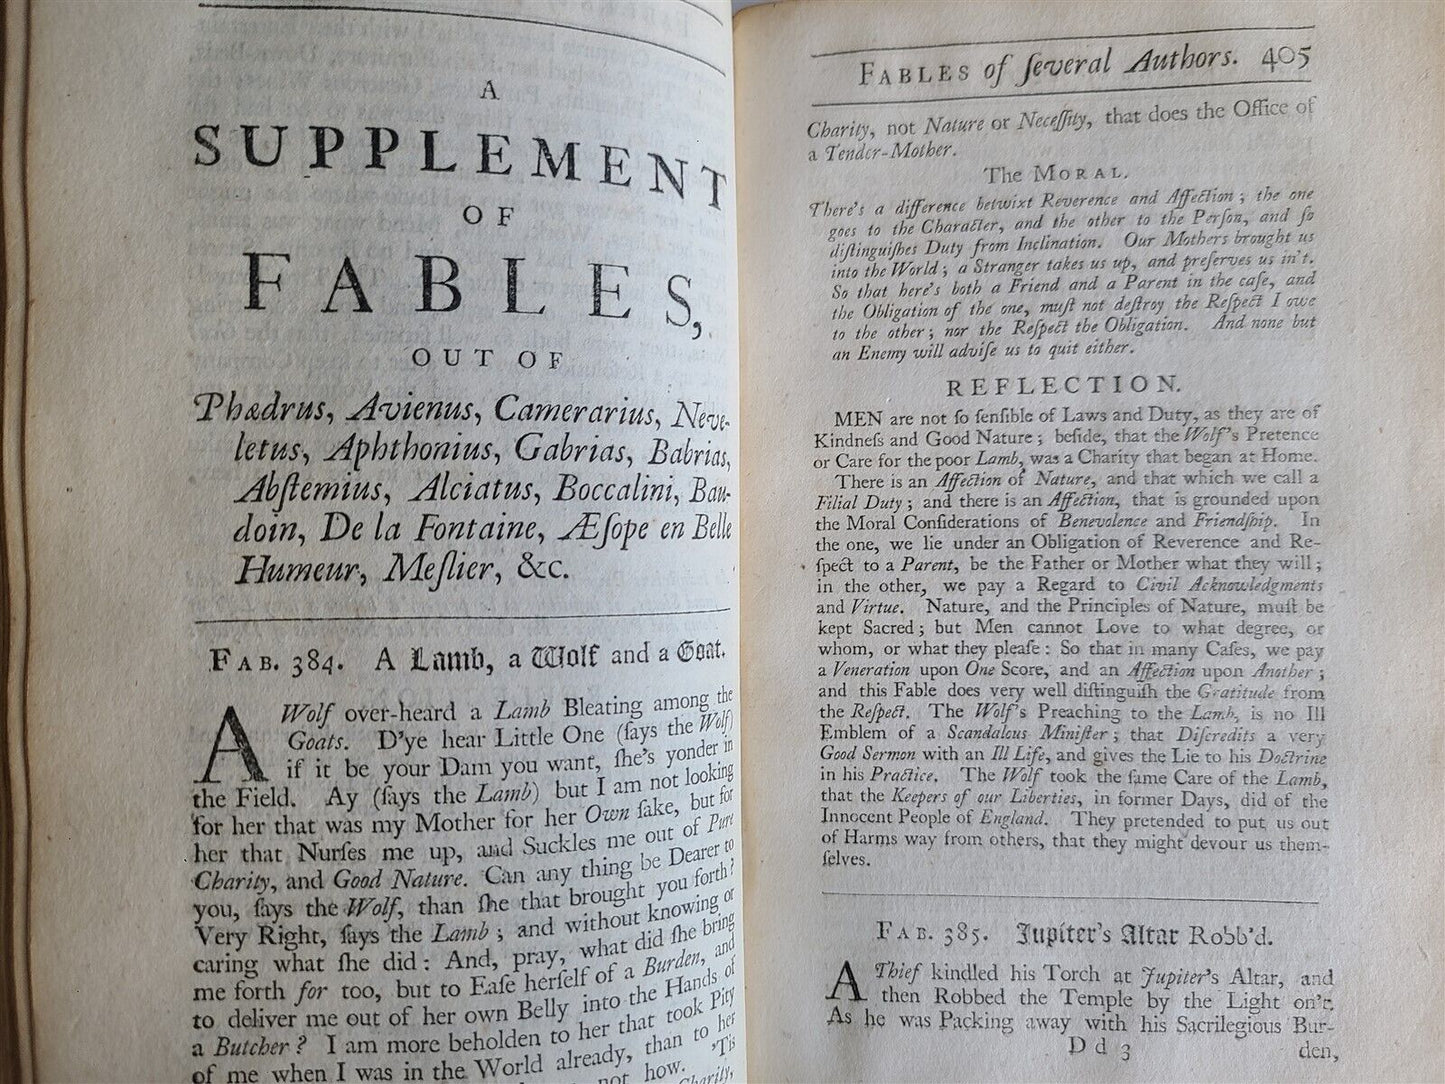 A
SUPPLEMENT
OF
FABLES,
OUT OF
Phædrus, Avienus, Camerarius, Neve-
letus, Aphthonius, Gabrias, Babrias,
Abſtemius, Alciatus, Boccalini, Bau-
doin, De la Fontaine, Æſope en Belle
Humeur, Meſlier, &c.
FAB. 384. A Lamb, a Wolf and a Goat.
A Wolf over-heard a Lamb Bleating among the
Goats. D'ye hear Little One (ſays the Wolf)
if it be your Dam you want, ſhe's yonder in
the Field. Ay (ſays the Lamb) but I am not looking
for her that was my Mother for her Own ſake, but for
her that Nurſes me up, and Suckles me out of Pure
Charity, and Good Nature. Can any thing be Dearer to
you, ſays the Wolf, than ſhe that brought you forth?
Very Right, ſays the Lamb; and without knowing or
caring what ſhe did: And, pray, what did ſhe bring
me forth for too, but to Eaſe herſelf of a Burden, and
to deliver me out of her own Belly into the Hands of
a Butcher? I am more beholden to her that took Pity
of me when I was in the World already, than to her
not how. 'Tis
Charity,
FABLES of ſeveral Authors. 405
Charity, not Nature or Neceſſity, that does the Office of
a Tender-Mother.
The MORAL.
There's a difference betwixt Reverence and Affection; the one
goes to the Character, and the other to the Perſon, and ſo
diſtinguiſhes Duty from Inclination. Our Mothers brought us
into the World; a Stranger takes us up, and preſerves us in't.
So that here's both a Friend and a Parent in the caſe, and
the Obligation of the one, muſt not deſtroy the Reſpect I owe
to the other; nor the Reſpect the Obligation. And none but
an Enemy will adviſe us to quit either.
REFLECTION.
MEN are not ſo ſenſible of Laws and Duty, as they are of
Kindneſs and Good Nature; beſide, that the Wolf's Pretence
or Care for the poor Lamb, was a Charity that began at Home.
There is an Affection of Nature, and that which we call a
Filial Duty; and there is an Affection, that is grounded upon
the Moral Conſiderations of Benevolence and Friendſhip. In
the one, we lie under an Obligation of Reverence and Re-
ſpect to a Parent, be the Father or Mother what they will;
in the other, we pay a Regard to Civil Acknowledgments
and Virtue. Nature, and the Principles of Nature, muſt be
kept Sacred; but Men cannot Love to what degree, or
whom, or what they pleaſe: So that in many Caſes, we pay
a Veneration upon One Score, and an Affection upon Another;
and this Fable does very well diſtinguiſh the Gratitude from
the Reſpect. The Wolf's Preaching to the Lamb, is no Ill
Emblem of a Scandalous Miniſter; that Diſcredits a very
Good Sermon with an Ill Life, and gives the Lie to his Doctrine
in his Practice. The Wolf took the ſame Care of the Lamb,
that the Keepers of our Liberties, in former Days, did of the
Innocent People of England. They pretended to put us out
of Harms way from others, that they might devour us them-
ſelves.
FAB. 385. Jupiter's Altar Robb'd.
A Thief kindled his Torch at Jupiter's Altar, and
then Robbed the Temple by the Light on't.
As he was Packing away with his Sacrilegious Bur-
D d 3 den,